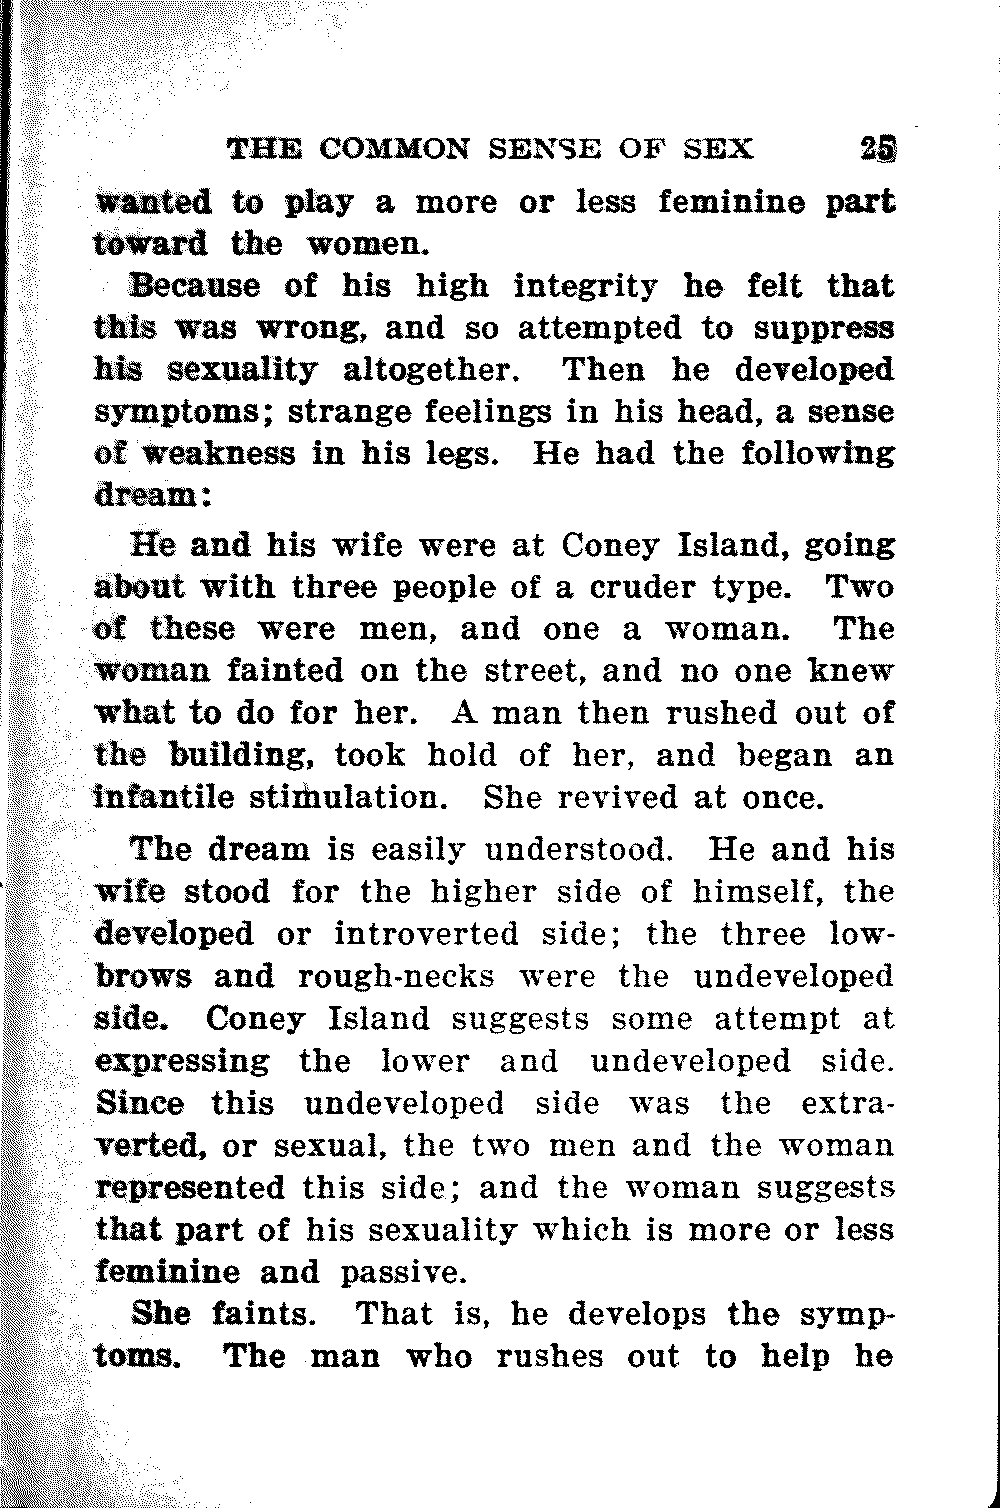 THE COMMON SENSE OF SEX 25
wanted to play a more or less feminine part
toward the women.
Because of his high integrity he felt that
this was wrong, and so attempted to suppress
his sexuality altogether. Then he developed
symptoms; strange feelings in his head, a sense
of weakness in his legs. He had the following
dream:
He and his wife were at Coney Island, going
about with three people of a cruder type. Two
of these were men, and one a woman. The
woman fainted on the street, and no one knew
what to do for her. A man then rushed out of
the building, took hold of her, and began an
infantile stimulation. She revived at once.
The dream is easily understood. He and his
wife stood for the higher side of himself, the
developed or introverted side; the three low-
brows and rough-necks were the undeveloped
side. Coney Island suggests some attempt at
expressing the lower and undeveloped side.
Since this undeveloped side was the extra-
verted, or sexual, the two men and the woman
represented this side; and the woman suggests
that part of his sexuality which is more or less
feminine and passive.
She faints. That is, he develops the symp-
toms. The man who rushes out to help he